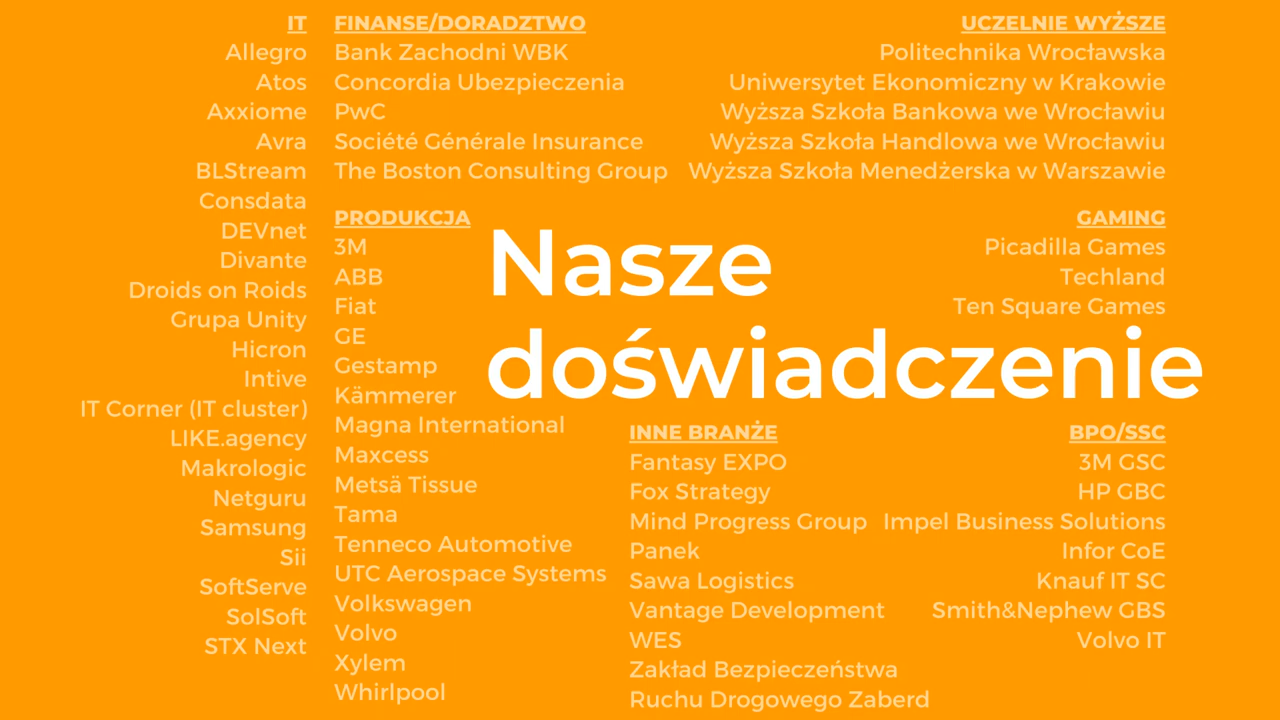 IT
Allegro
Atos
Axxiome
Avra
BLStream
Consdata
DEVnet
Divante
Droids on Roids
Grupa Unity
Hicron
Intive
IT Corner (IT cluster)
LIKE.agency
Makrologic
Netguru
Samsung
Sii
SoftServe
SolSoft
STX Next
FINANSE/DORADZTWO
Bank Zachodni WBK
Concordia Ubezpieczenia
PwC
Société Générale Insurance
The Boston Consulting Group
PRODUKCJA
3M
ABB
Fiat
GE
Gestamp
Kämmerer
Magna International
Maxcess
Metsä Tissue
Tama
Tenneco Automotive
UTC Aerospace Systems
Volkswagen
Volvo
Xylem
Whirlpool
UCZELNIE WYŻSZE
Politechnika Wrocławska
Uniwersytet Ekonomiczny w Krakowie
Wyższa Szkoła Bankowa we Wrocławiu
Wyższa Szkoła Handlowa we Wrocławiu
Wyższa Szkoła Menedżerska w Warszawie
GAMING
Picadilla Games
Techland
Ten Square Games
Nasze
doświadczenie
INNE BRANŻE
Fantasy EXPO
Fox Strategy
Mind Progress Group
Panek
Sawa Logistics
Vantage Development
WES
Zakład Bezpieczeństwa
Ruchu Drogowego Zaberd
BPO/SSC
3M GSC
HP GBC
Impel Business Solutions
Infor CoE
Knauf IT SC
Smith&Nephew GBS
Volvo IT